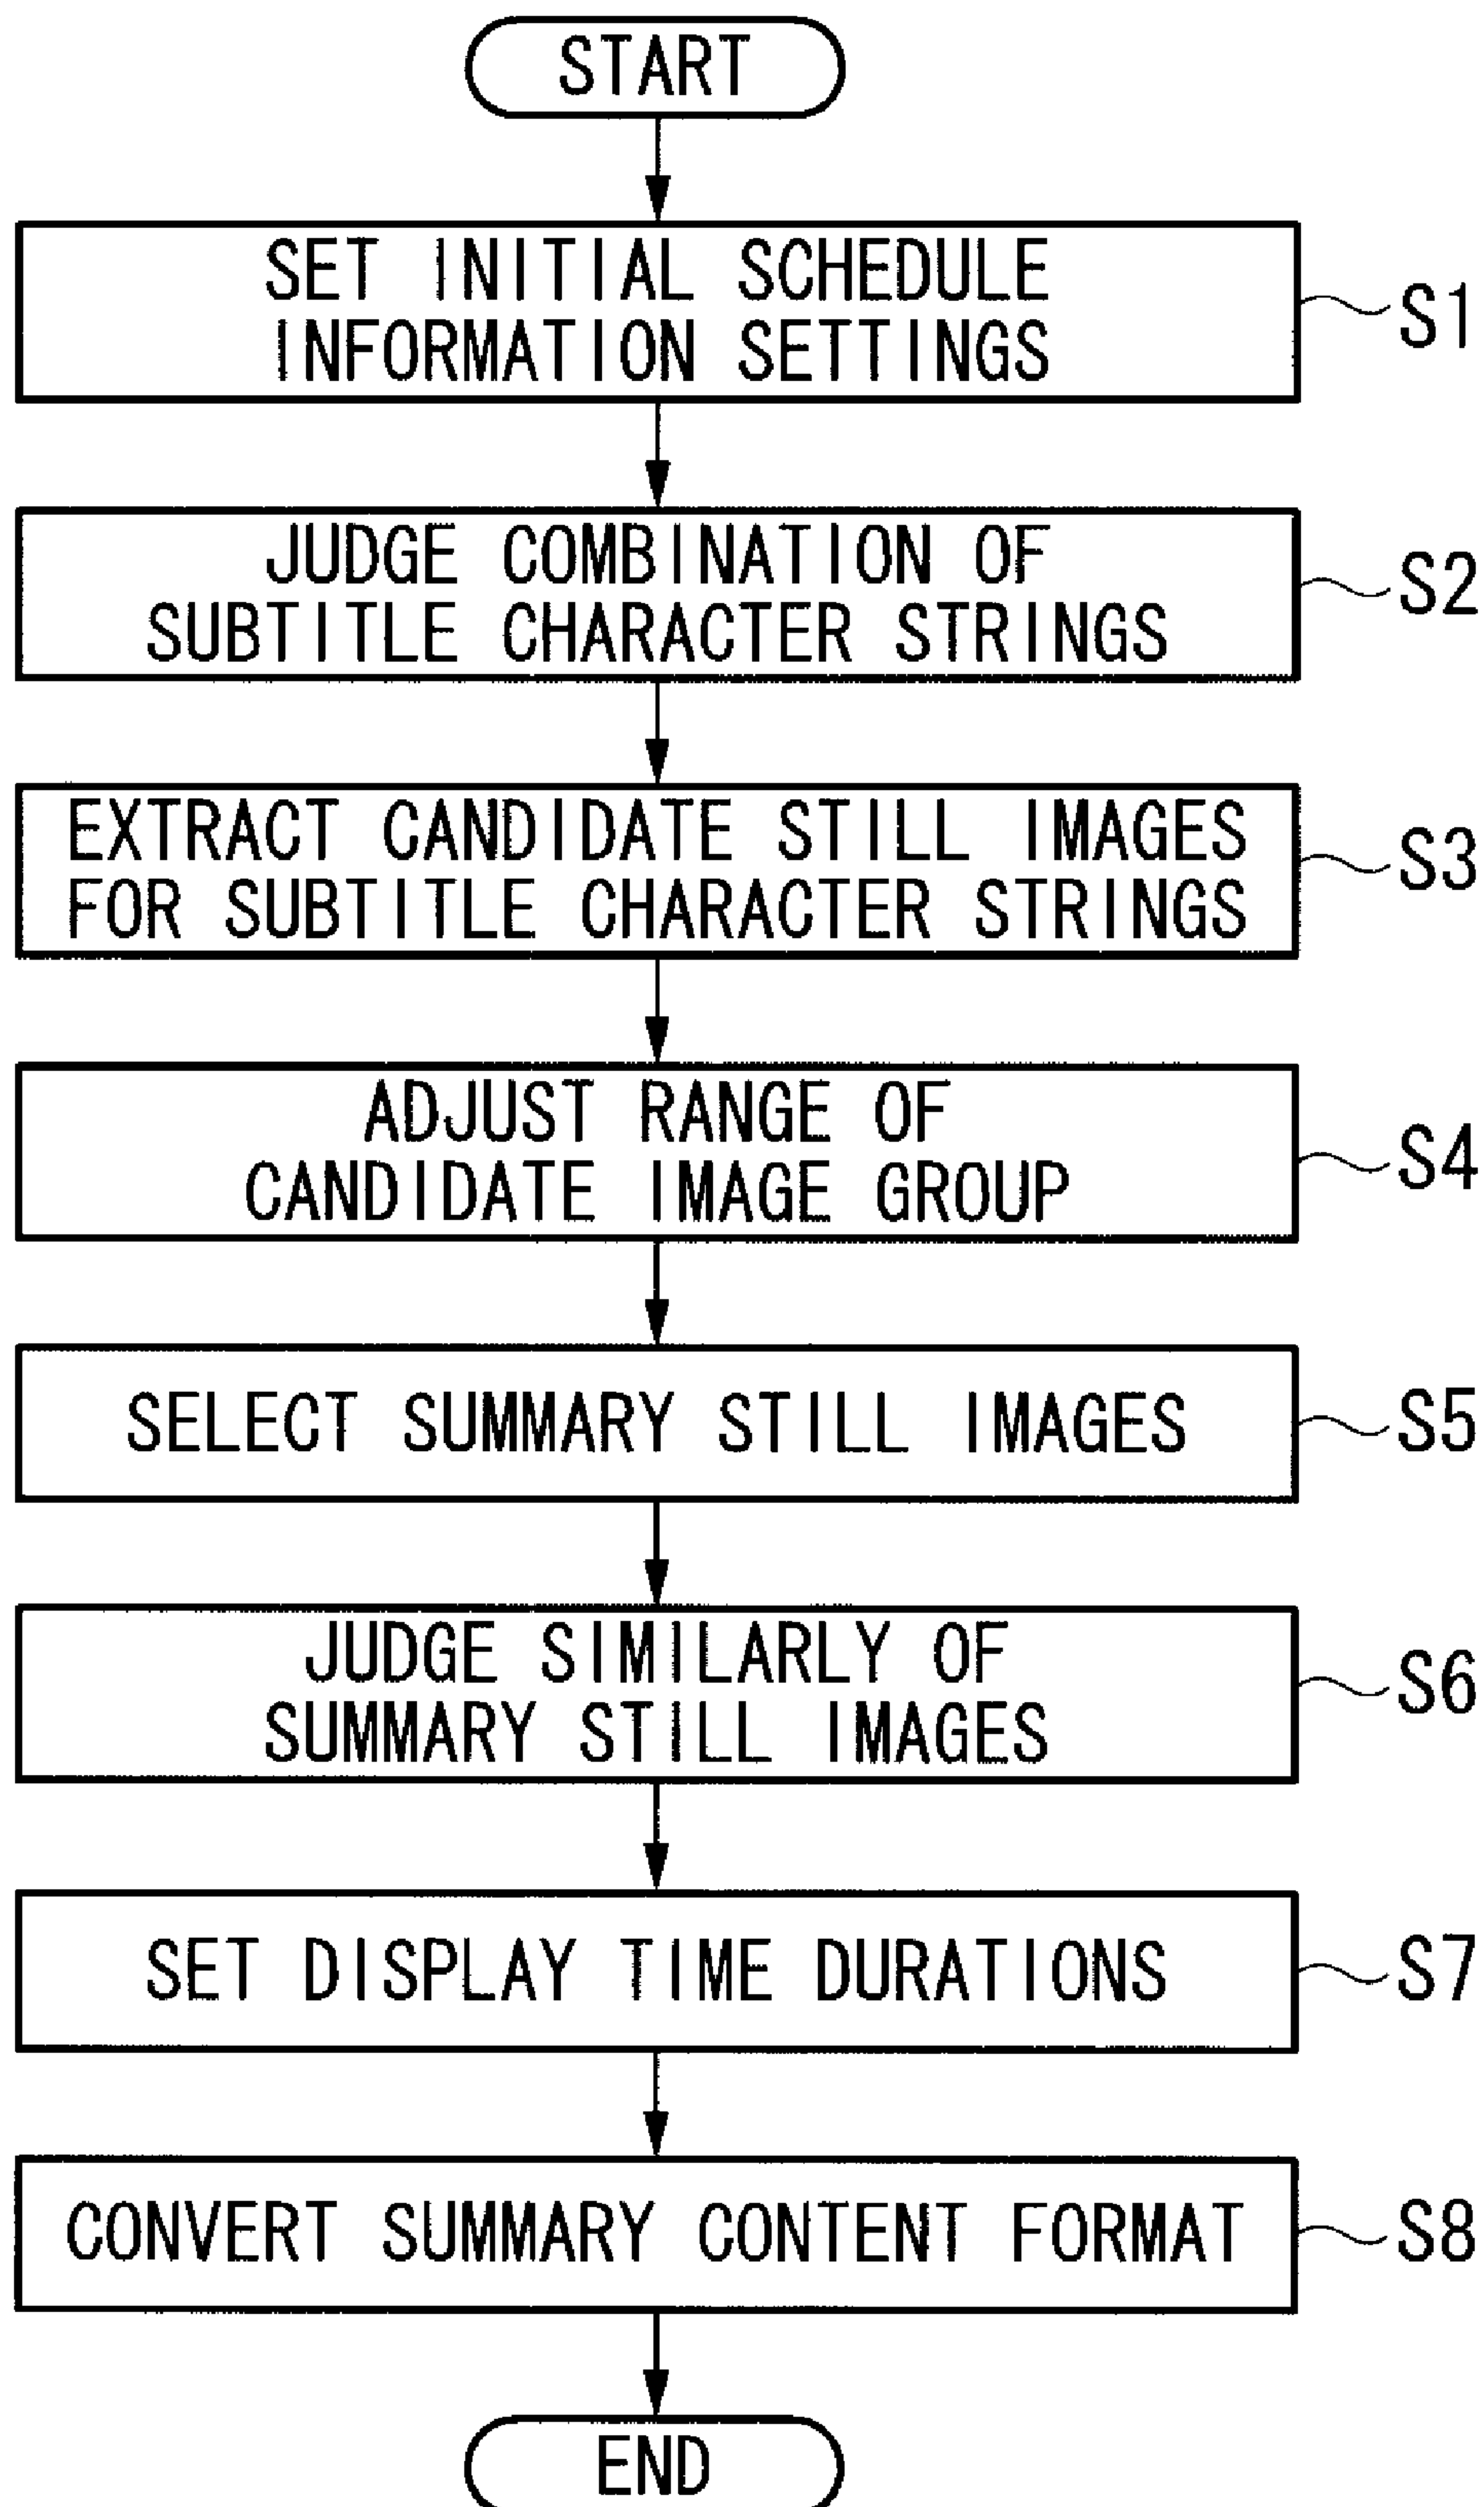 START
SET INITIAL SCHEDULE
INFORMATION SETTINGS
S1
JUDGE COMBINATION OF
SUBTITLE CHARACTER STRINGS
S2
EXTRACT CANDIDATE STILL IMAGES
FOR SUBTITLE CHARACTER STRINGS
S3
ADJUST RANGE OF
CANDIDATE IMAGE GROUP
S4
SELECT SUMMARY STILL IMAGES
S5
JUDGE SIMILARLY OF
SUMMARY STILL IMAGES
S6
SET DISPLAY TIME DURATIONS
S7
CONVERT SUMMARY CONTENT FORMAT
S8
END